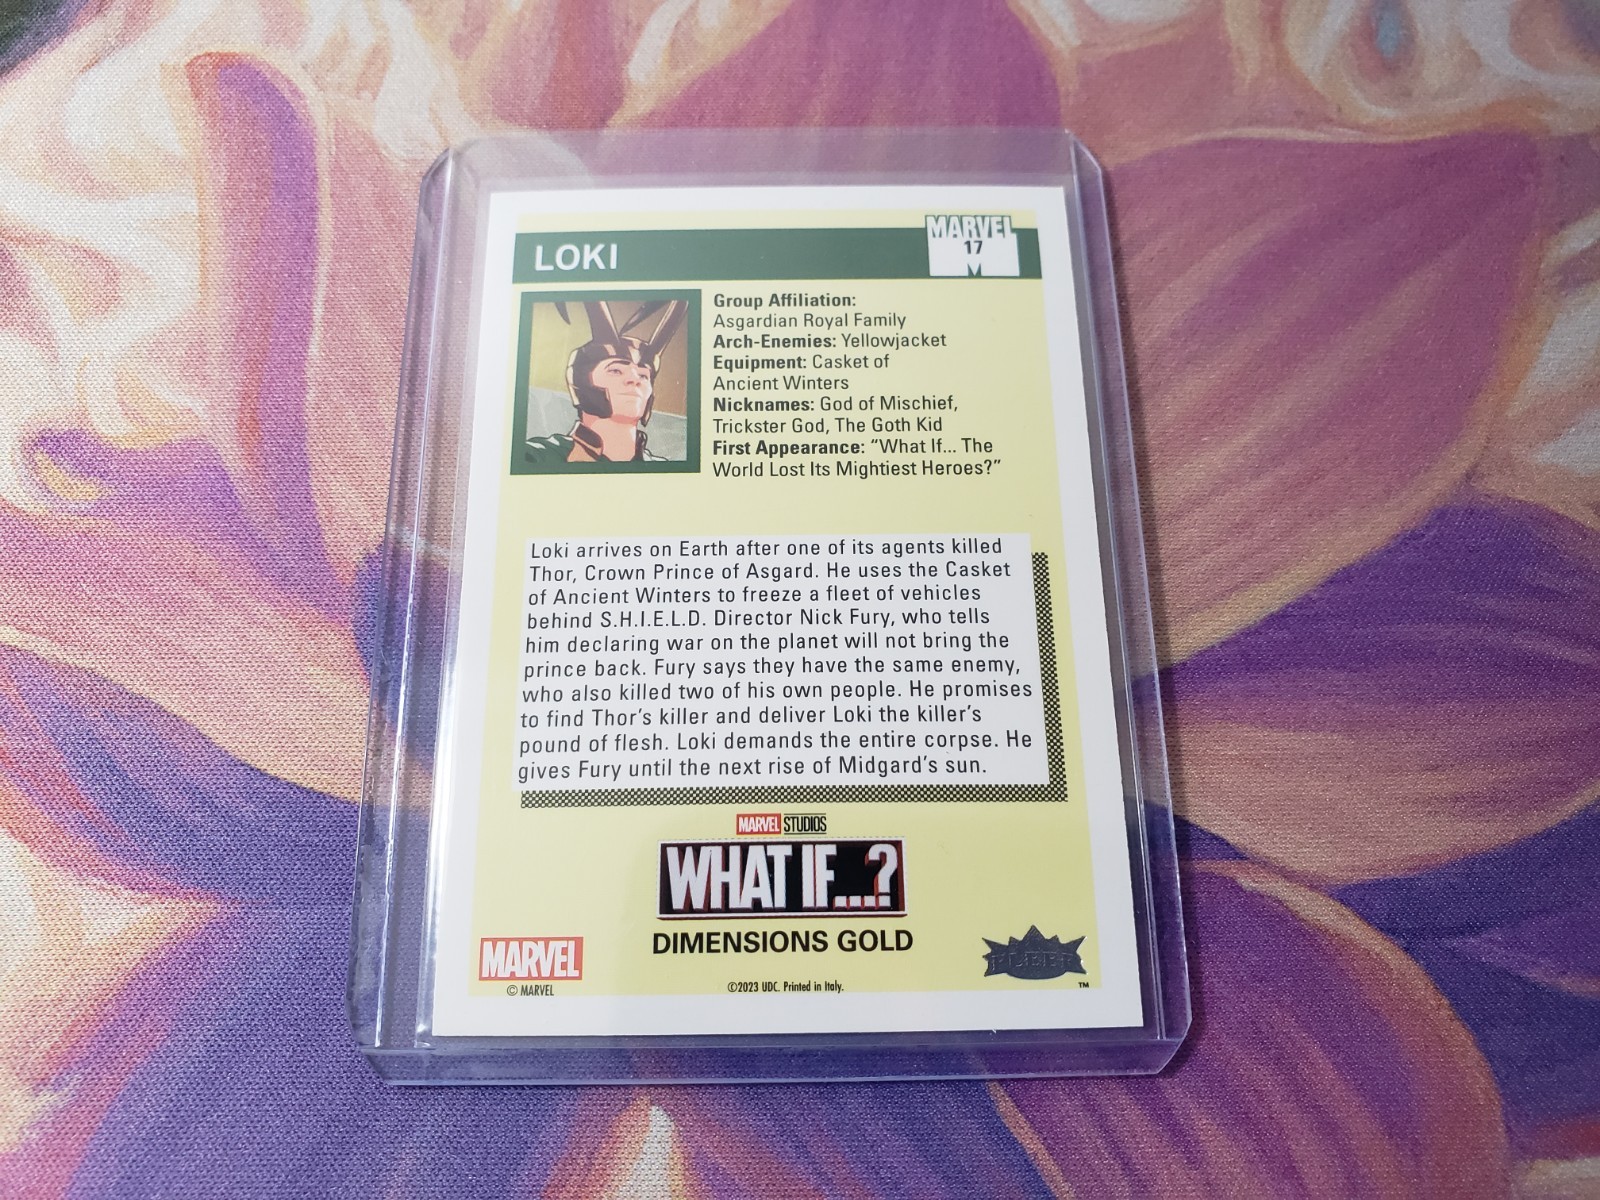 LOKI
MARVEL
17
Group Affiliation:
Asgardian Royal Family
Arch-Enemies: Yellowjacket
Equipment: Casket of
Ancient Winters
Nicknames: God of Mischief,
Trickster God, The Goth Kid
First Appearance: “What If... The
World Lost Its Mightiest Heroes?”
Loki arrives on Earth after one of its agents killed
Thor, Crown Prince of Asgard. He uses the Casket
of Ancient Winters to freeze a fleet of vehicles
behind S.H.I.E.L.D. Director Nick Fury, who tells
him declaring war on the planet will not bring the
prince back. Fury says they have the same enemy,
who also killed two of his own people. He promises
to find Thor’s killer and deliver Loki the killer’s
pound of flesh. Loki demands the entire corpse. He
gives Fury until the next rise of Midgard’s sun.
MARVEL STUDIOS
WHAT IF...?
DIMENSIONS GOLD
MARVEL
© MARVEL
©2023 UDC. Printed in Italy.
FLEER
TM